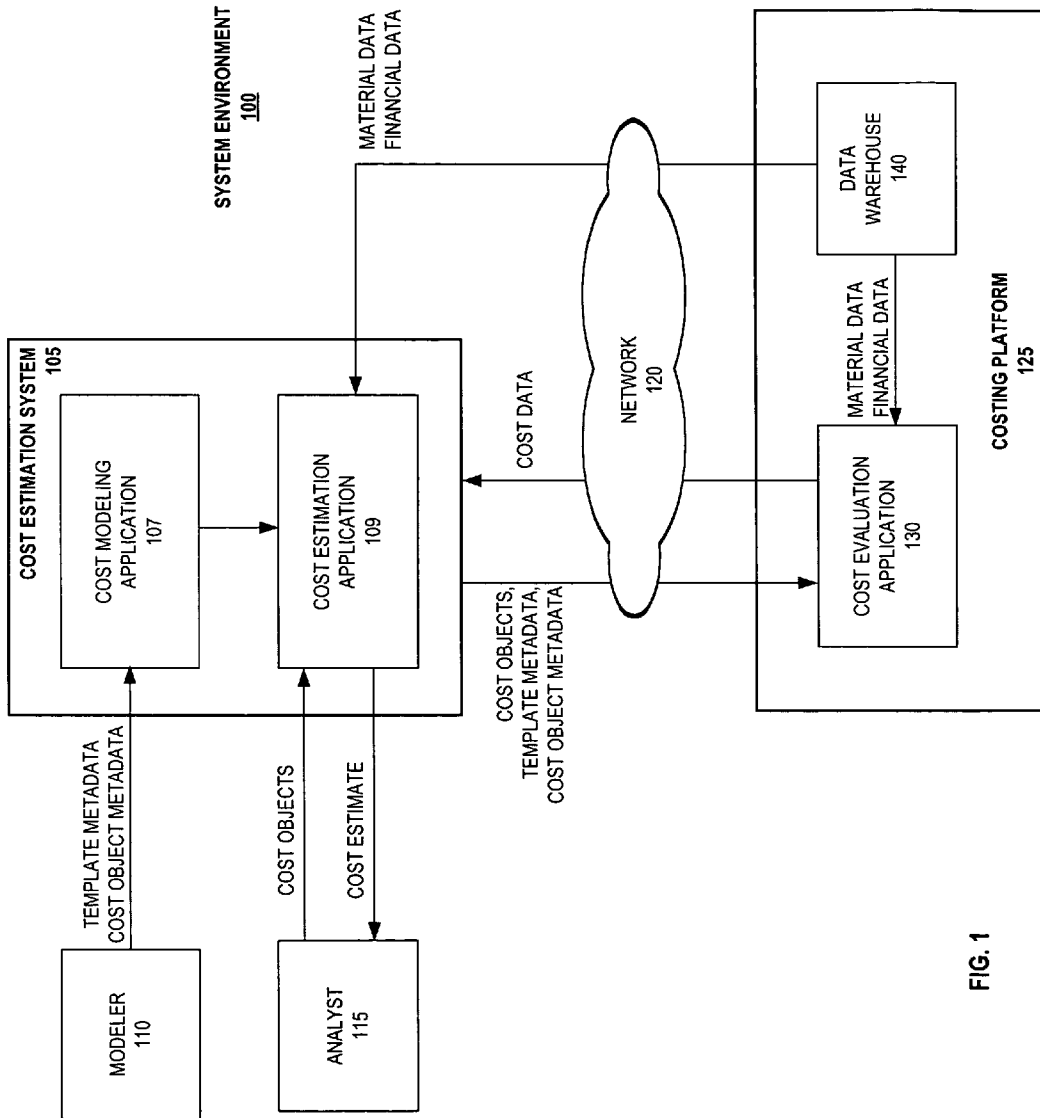 SYSTEM ENVIRONMENT
100
MODELER
110
TEMPLATE METADATA
COST OBJECT METADATA
COST ESTIMATION SYSTEM
105
COST MODELING
APPLICATION
107
ANALYST
115
COST OBJECTS
COST ESTIMATE
COST ESTIMATION
APPLICATION
109
MATERIAL DATA
FINANCIAL DATA
COST OBJECTS,
TEMPLATE METADATA,
COST OBJECT METADATA
COST DATA
NETWORK
120
COST EVALUATION
APPLICATION
130
MATERIAL DATA
FINANCIAL DATA
DATA
WAREHOUSE
140
COSTING PLATFORM
125
FIG. 1